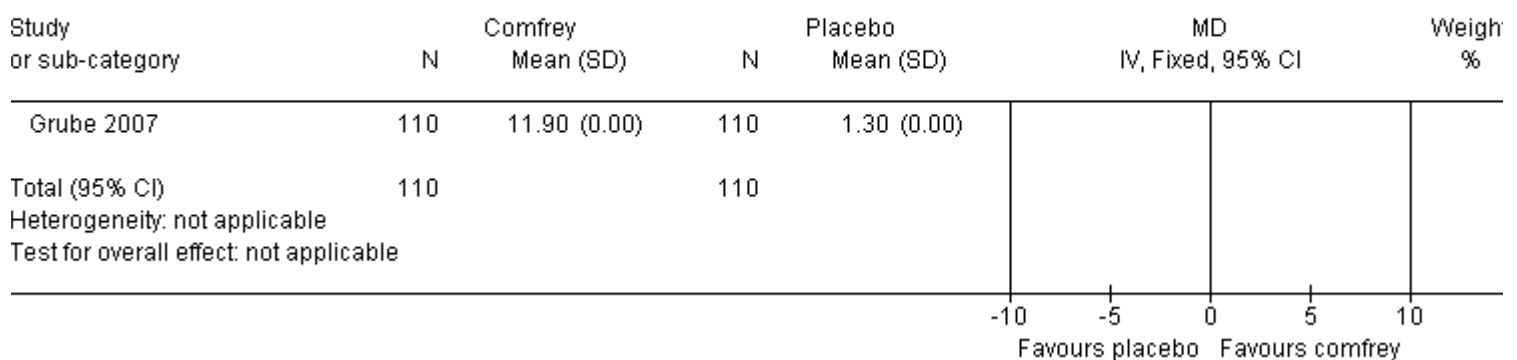 Study Comfrey Placebo MD Weigh
or sub-category N Mean (SD) N Mean (SD) IV, Fixed, 95% CI %
Grube 2007 110 11.90 (0.00) 110 1.30 (0.00)
Total (95% CI) 110 110
Heterogeneity: not applicable
Test for overall effect: not applicable
-10 -5 0 5 10
Favours placebo Favours comfrey